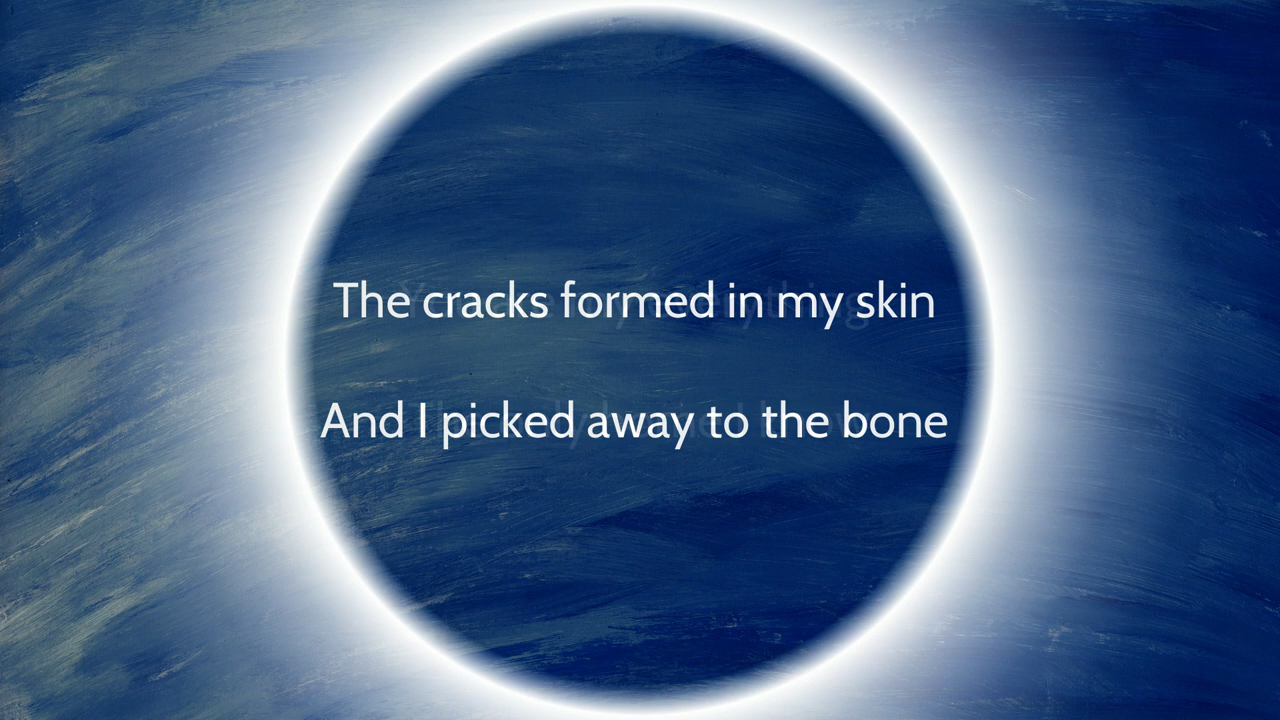 The cracks formed in my skin
And I picked away to the bone